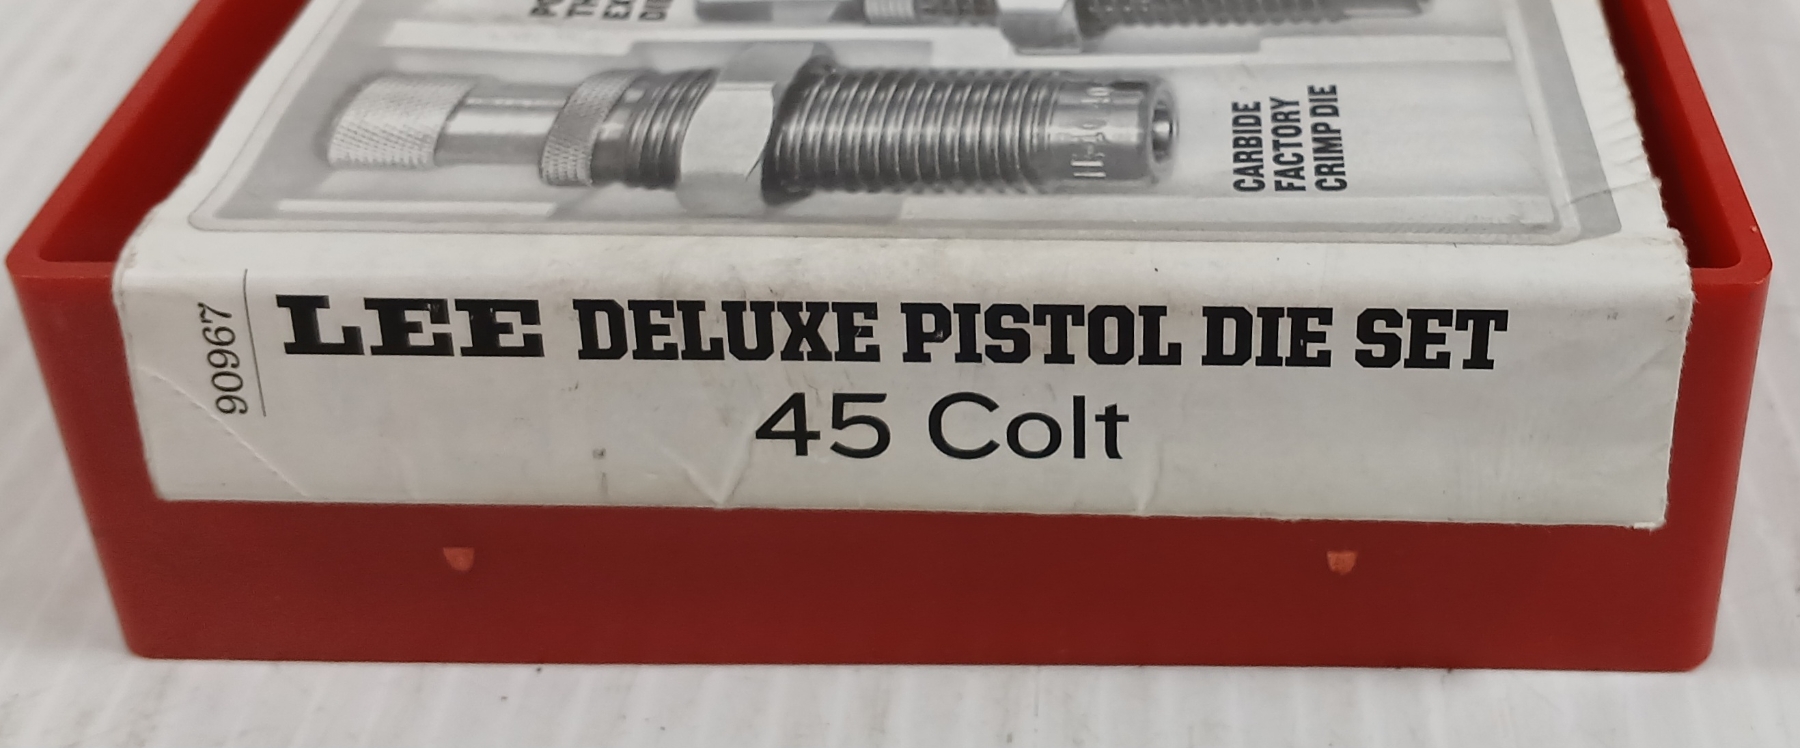 CARBIDE
FACTORY
CRIMP DIE
90967
LEE DELUXE PISTOL DIE SET
45 Colt